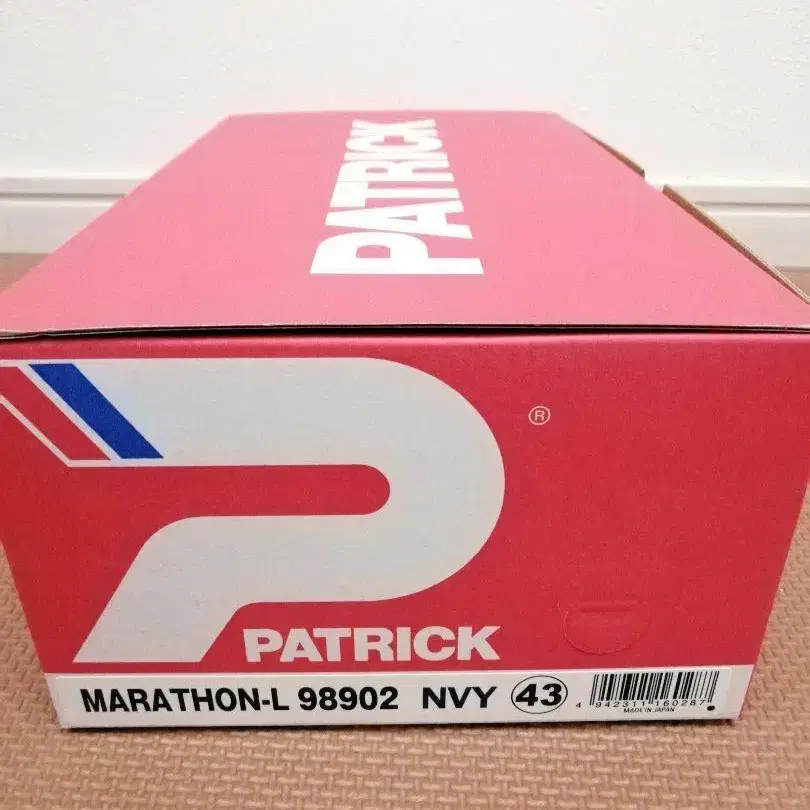 PATRICK
®
PATRICK
MARATHON-L 98902 NVY 43
4 942311 160287
MADE IN JAPAN